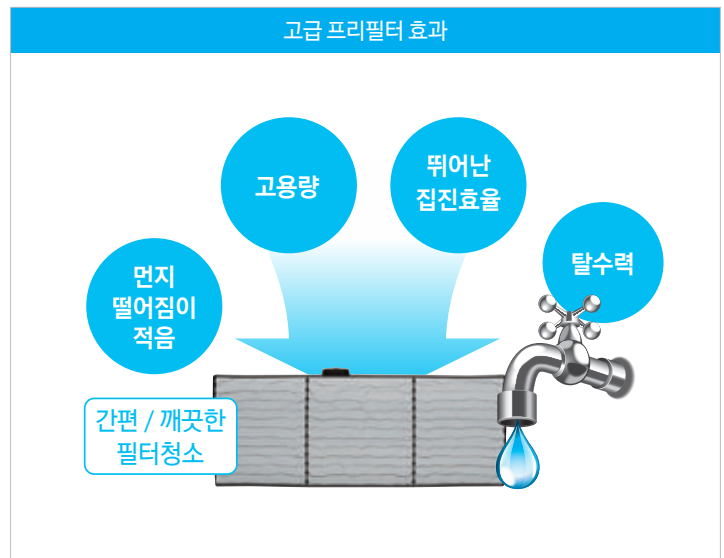 고급 프리필터 효과
고용량
뛰어난
집진효율
탈수력
먼지
떨어짐이
적음
간편 / 깨끗한
필터청소